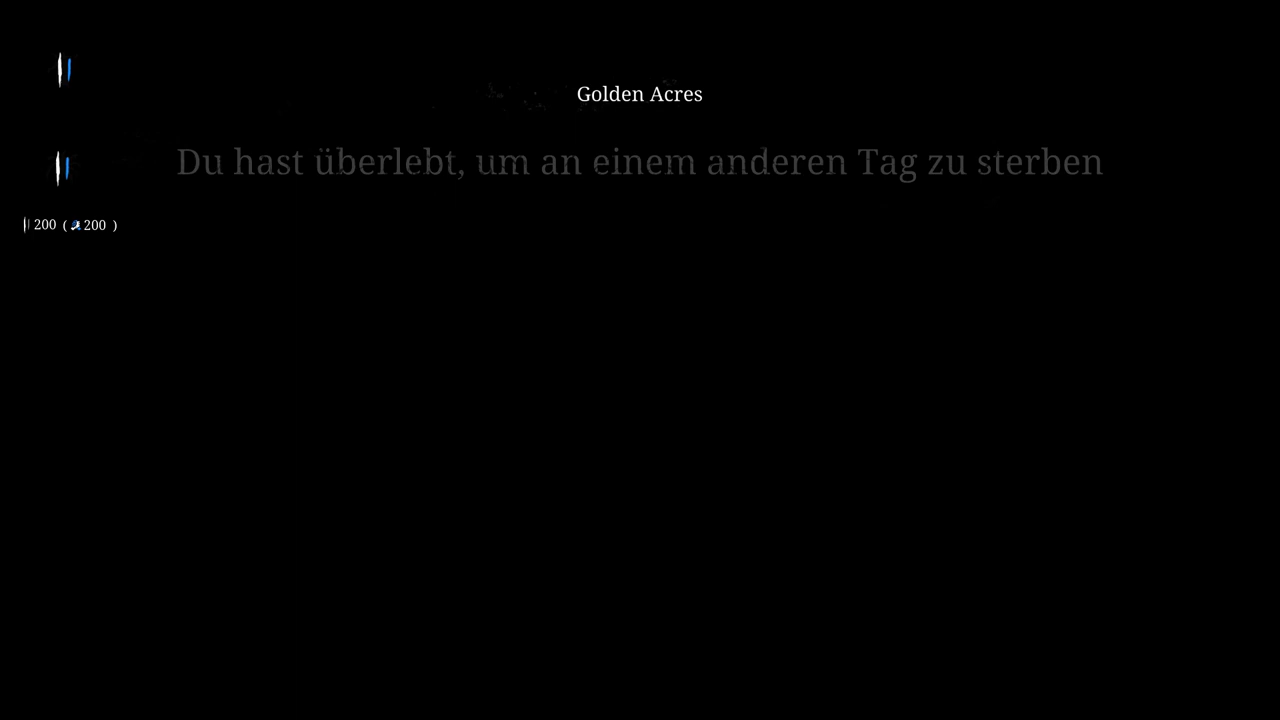 Golden Acres
Du hast überlebt, um an einem anderen Tag zu sterben
200 ( 200 )